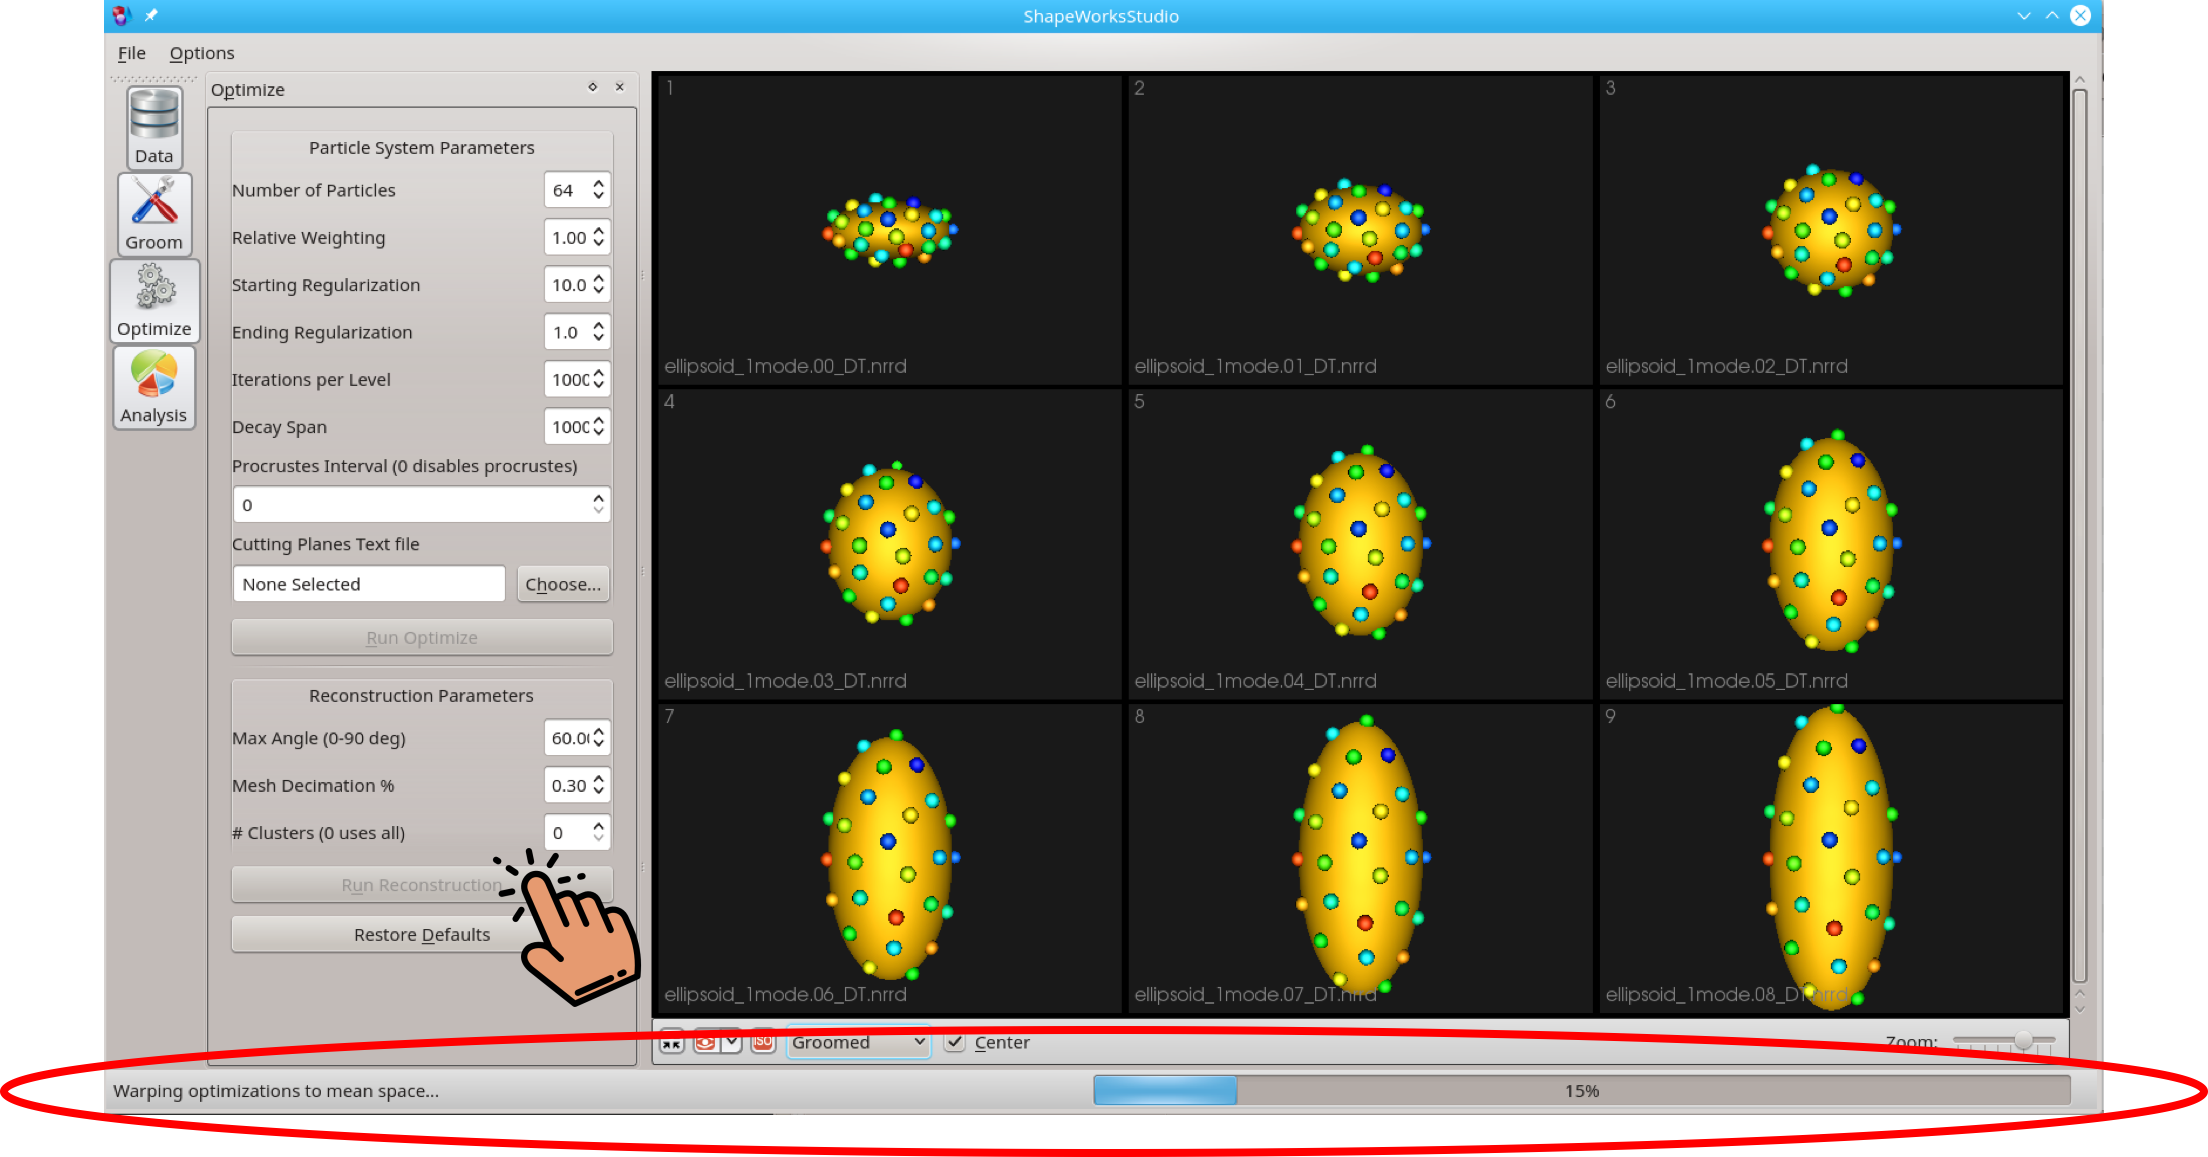 ShapeWorksStudio
File Options
Data
Groom
Optimize
Analysis
Optimize
Particle System Parameters
Number of Particles 64
Relative Weighting 1.00
Starting Regularization 10.0
Ending Regularization 1.0
Iterations per Level 1000
Decay Span 1000
Procrustes Interval (0 disables procrustes)
0
Cutting Planes Text file
None Selected Choose...
Run Optimize
Reconstruction Parameters
Max Angle (0-90 deg) 60.00
Mesh Decimation % 0.30
# Clusters (0 uses all) 0
Run Reconstruction
Restore Defaults
1 2 3
ellipsoid_1mode.00_DT.nrrd ellipsoid_1mode.01_DT.nrrd ellipsoid_1mode.02_DT.nrrd
4 5 6
ellipsoid_1mode.03_DT.nrrd ellipsoid_1mode.04_DT.nrrd ellipsoid_1mode.05_DT.nrrd
7 8 9
ellipsoid_1mode.06_DT.nrrd ellipsoid_1mode.07_DT.nrrd ellipsoid_1mode.08_DT.nrrd
ISO Groomed Center Zoom:
Warping optimizations to mean space... 15%